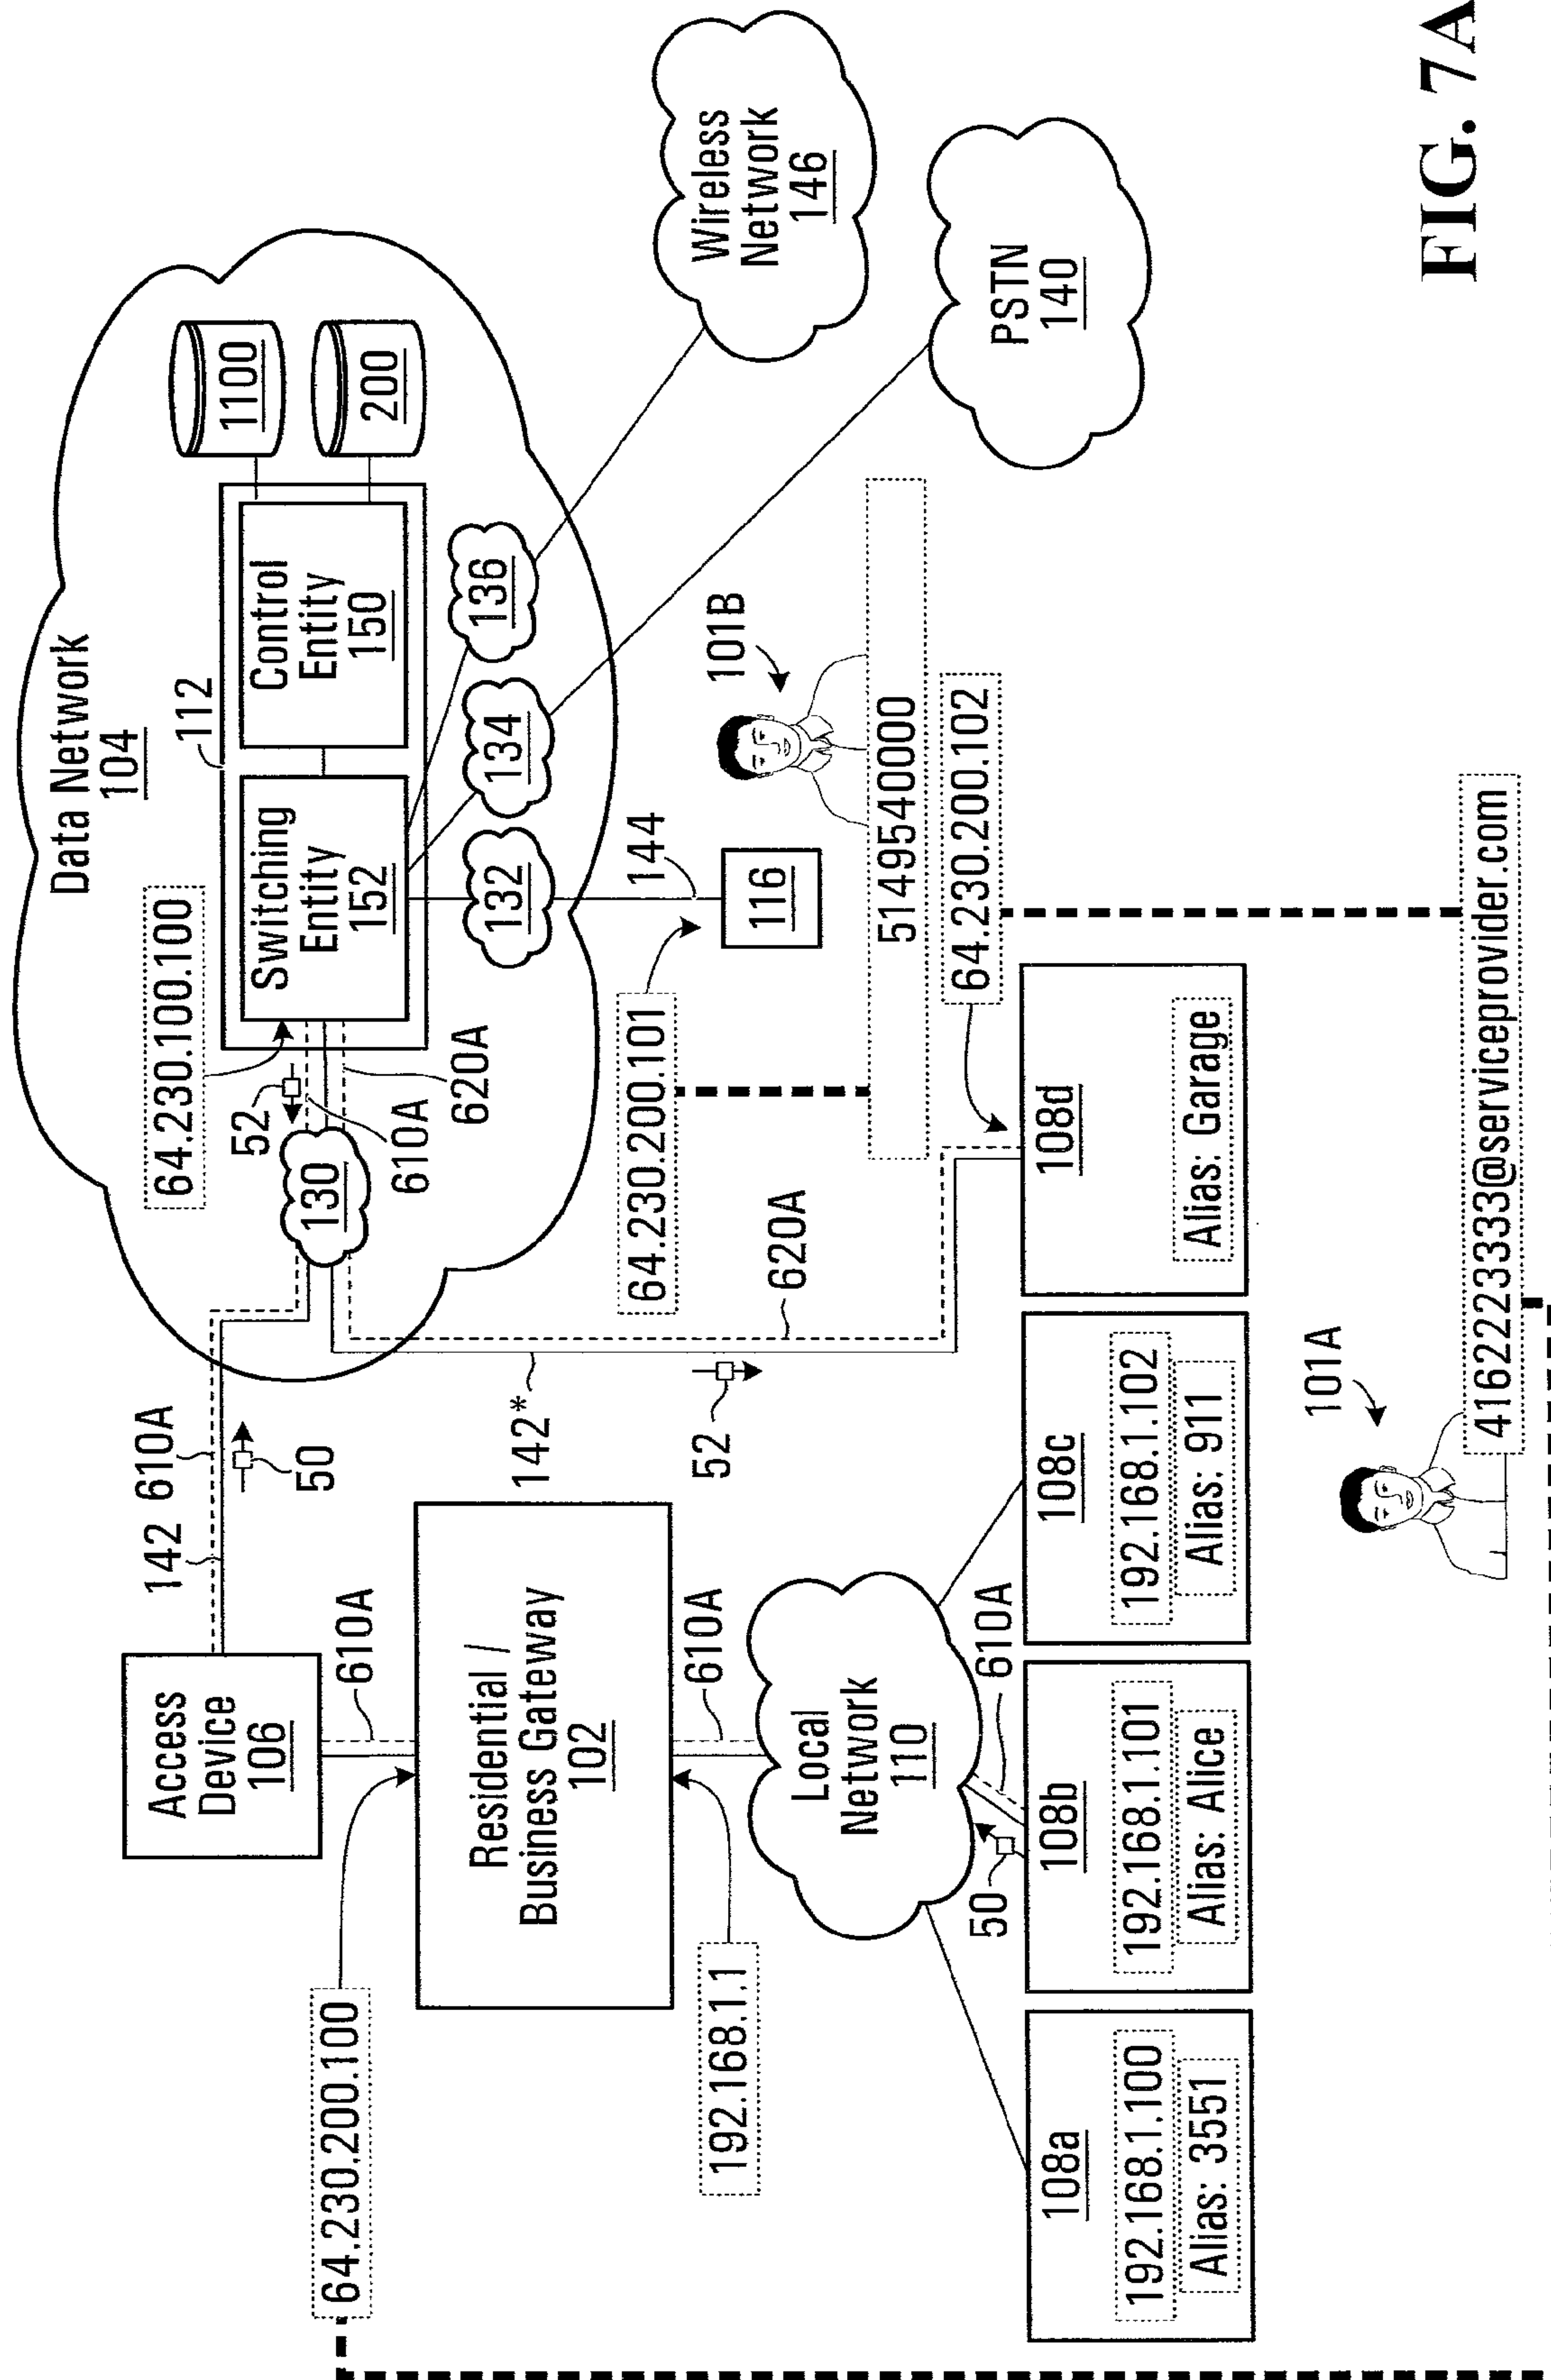 Data Network
104
112
64.230.100.100
Switching
Entity
152
Control
Entity
150
1100
200
52
610A
620A
130
132
134
136
Wireless
Network
146
PSTN
140
142
610A
50
Access
Device
106
610A
64.230.200.100
Residential /
Business Gateway
102
192.168.1.1
610A
Local
Network
110
50
610A
142*
52
620A
64.230.200.101
144
116
101B
5149540000
64.230.200.102
108a
192.168.1.100
Alias: 3551
108b
192.168.1.101
Alias: Alice
108c
192.168.1.102
Alias: 911
108d
Alias: Garage
101A
4162223333@serviceprovider.com
FIG. 7A